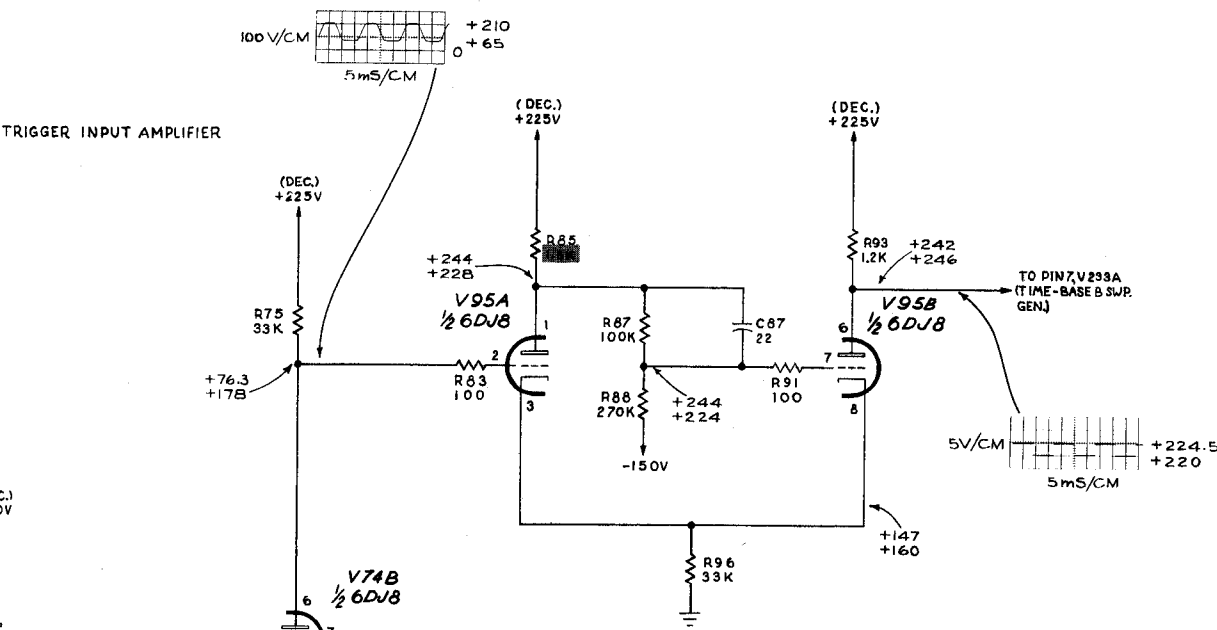 100 V/CM
+210
+65
0
5mS/CM
TRIGGER INPUT AMPLIFIER
(DEC.)
+225V
(DEC.)
+225V
(DEC.)
+225V
R85
+244
+228
R93
1.2K
+242
+246
TO PIN 7, V293A
(TIME-BASE B SWP.
GEN.)
R75
33K
V95A
½ 6DJ8
1
2
3
R87
100K
C87
22
V95B
½ 6DJ8
6
7
8
+76.3
+178
R83
100
R88
270K
+244
+224
R91
100
-150V
5V/CM
+224.5
+220
5mS/CM
C.)
0V
+147
+160
R96
33K
V74B
½ 6DJ8
6
7